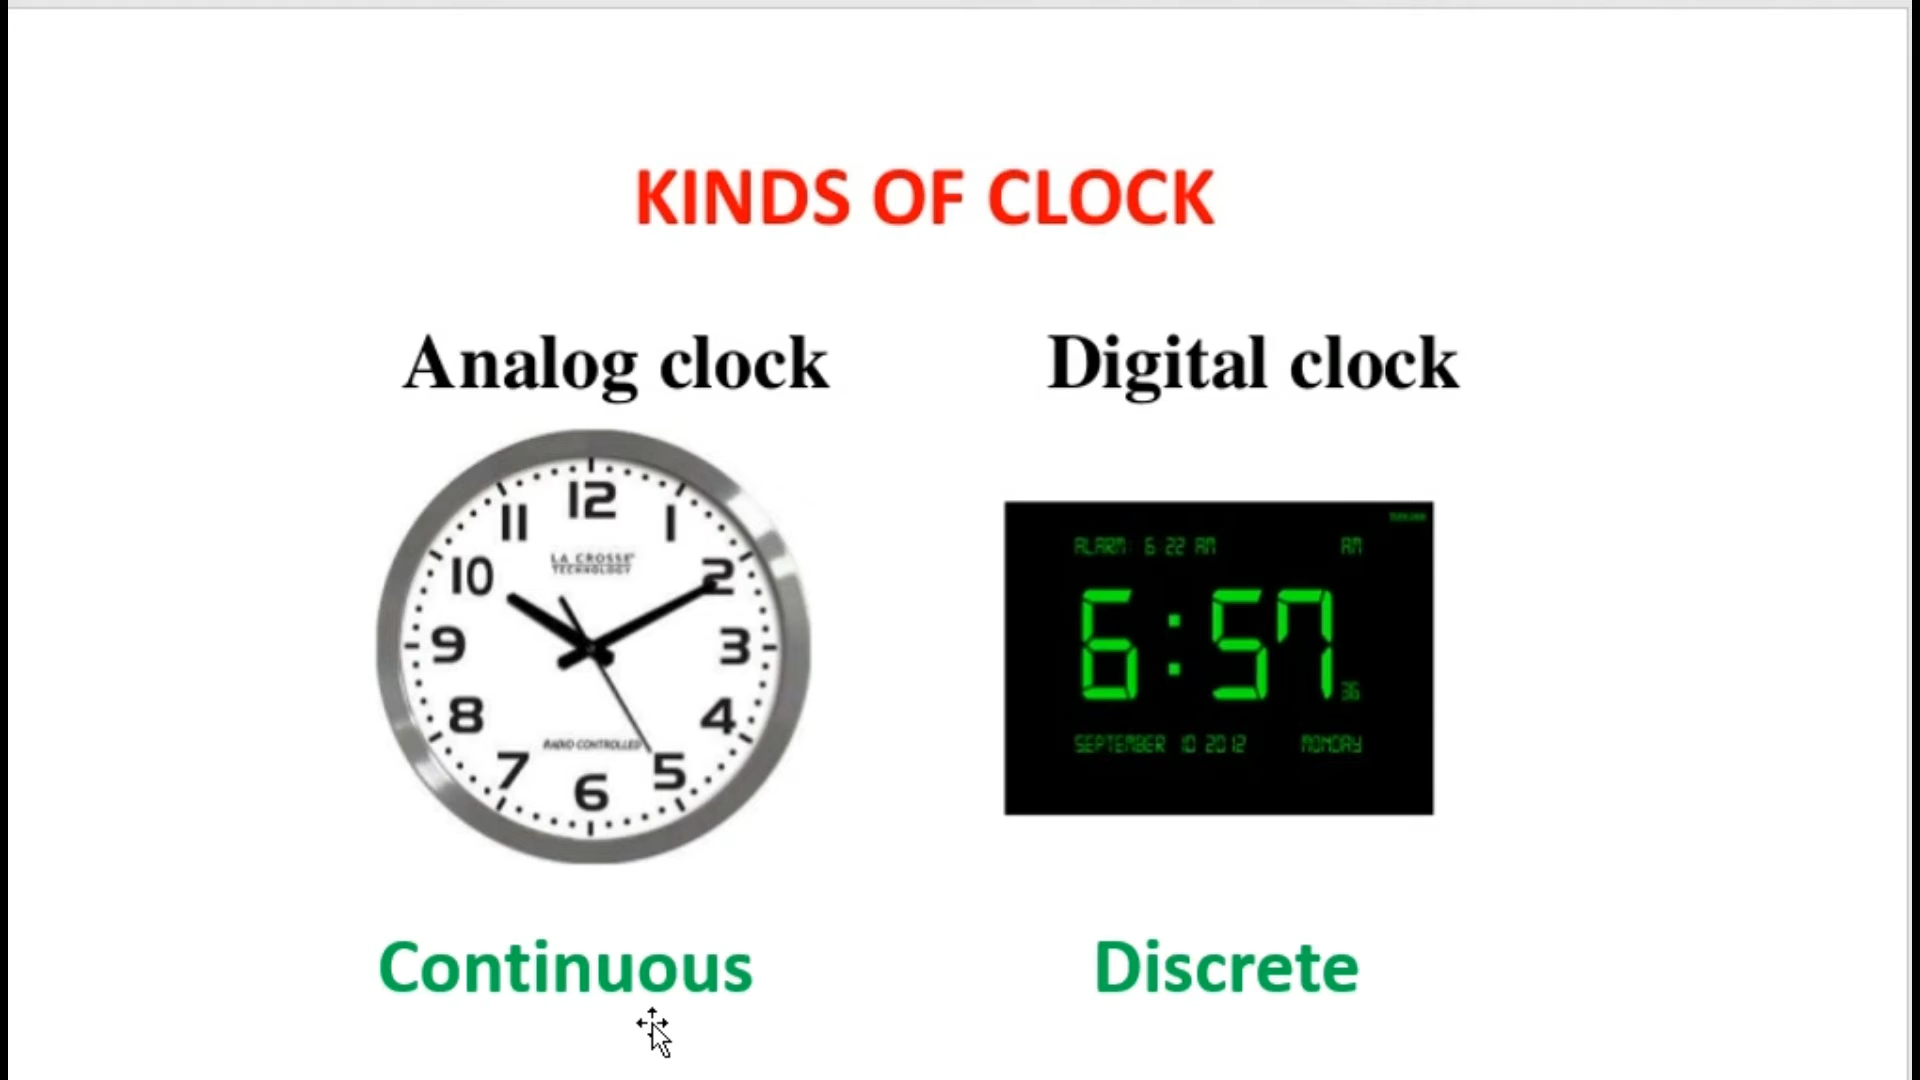 KINDS OF CLOCK
Analog clock
Digital clock
12
11
1
LA CROSSE
TECHNOLOGY
10
2
9
3
8
4
RADIO CONTROLLED
7
5
6
ALARM: 6 22 AM
AM
6:57
36
SEPTEMBER 10 2012
MONDAY
Continuous
Discrete